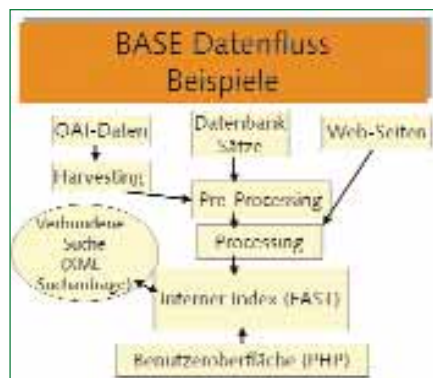 BASE Datenfluss
Beispiele
OAI-Daten
Datenbank
Sätze
Web-Seiten
Harvesting
Pre Processing
Processing
Verbundene
Suche
(XML
Suchanfrage)
Interner Index (FAST)
Benutzeroberfläche (PHP)